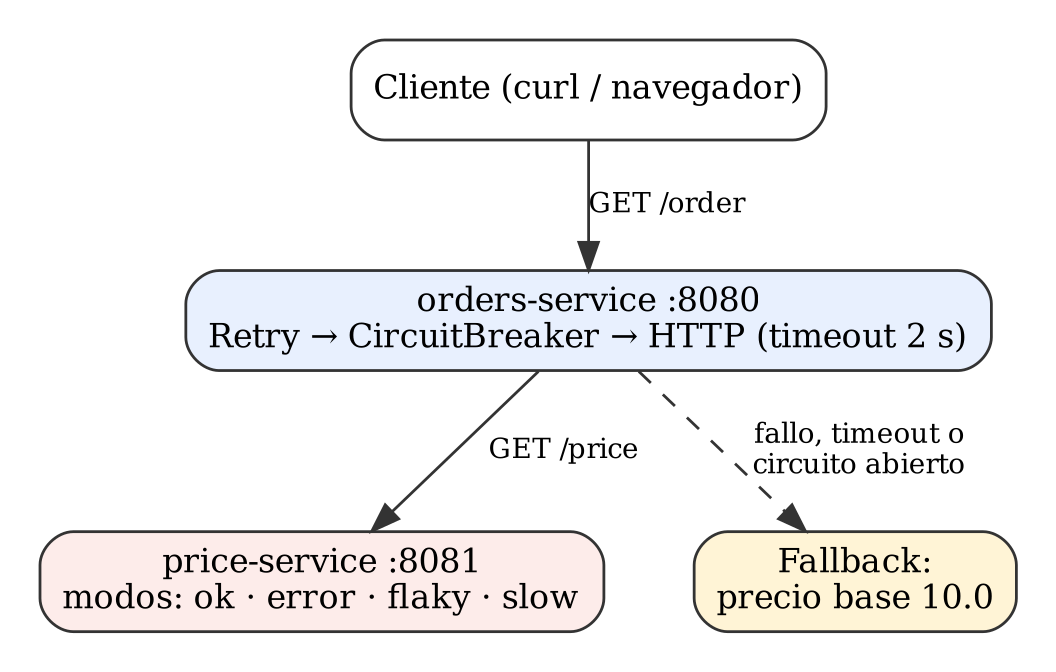 Cliente (curl / navegador)
GET /order
orders-service :8080
Retry → CircuitBreaker → HTTP (timeout 2 s)
GET /price
fallo, timeout o
circuito abierto
price-service :8081
modos: ok · error · flaky · slow
Fallback:
precio base 10.0